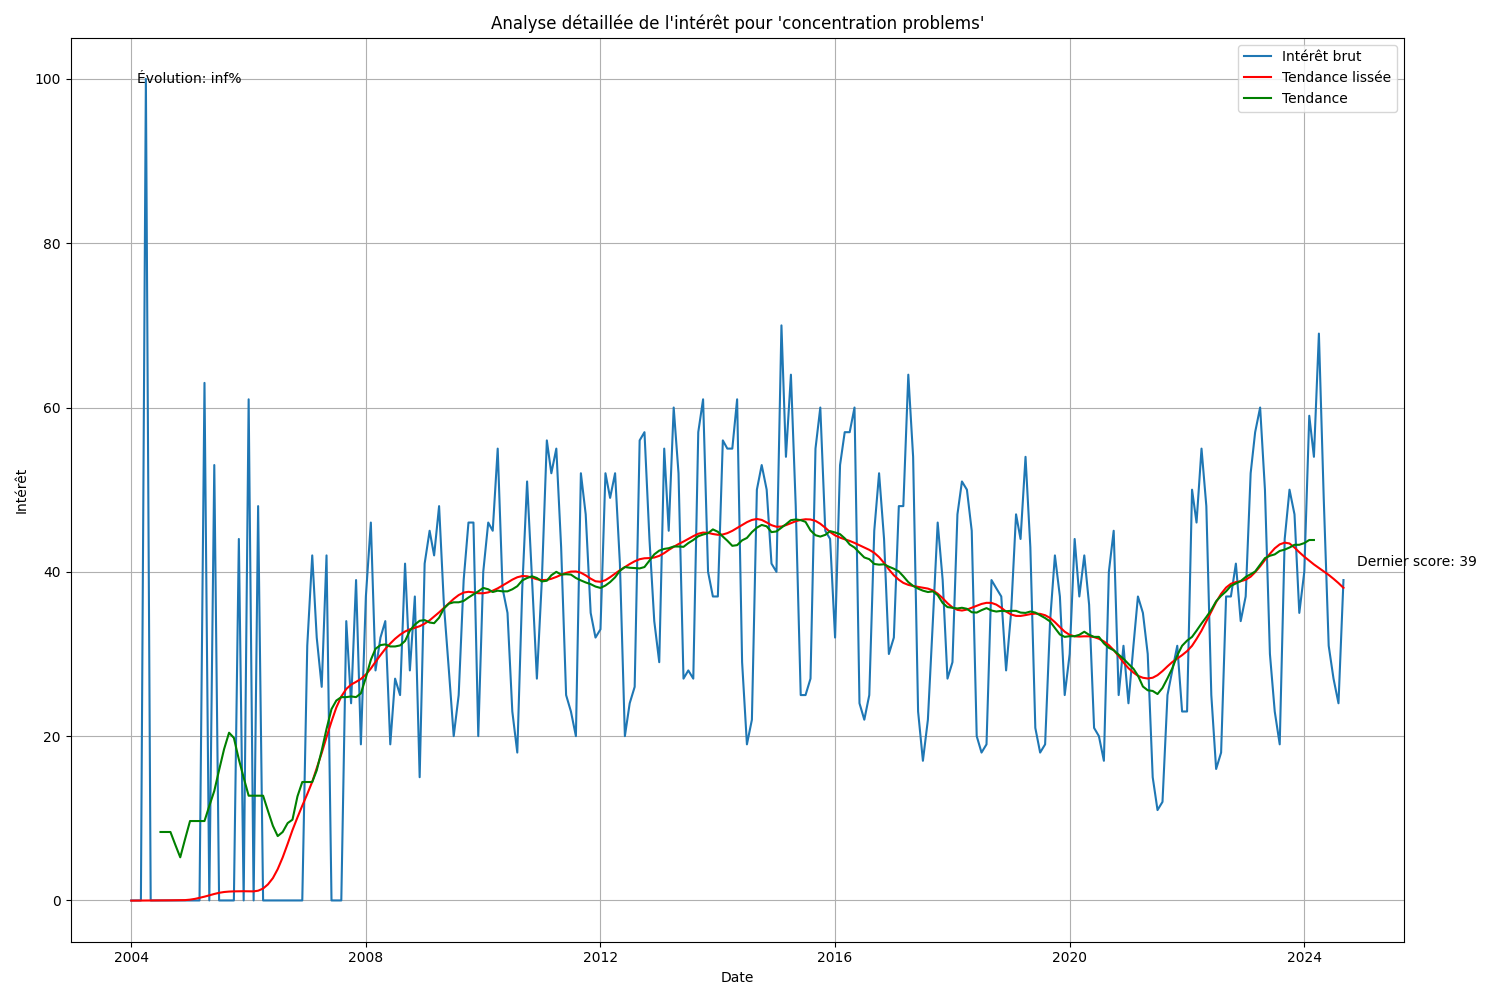 Analyse détaillée de l'intérêt pour 'concentration problems'
Intérêt brut
Tendance lissée
Tendance
Évolution: inf%
Dernier score: 39
100
80
60
40
20
0
Intérêt
2004
2008
2012
2016
2020
2024
Date